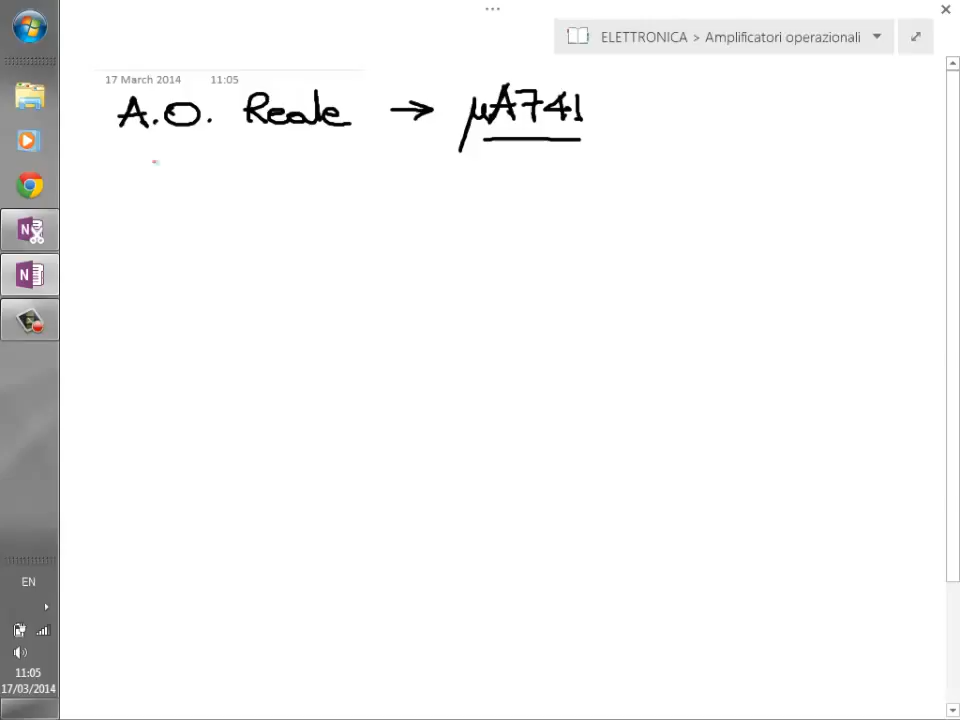 ELETTRONICA > Amplificatori operazionali
17 March 2014 11:05
A.O. Reale → μA741
EN
11:05
17/03/2014